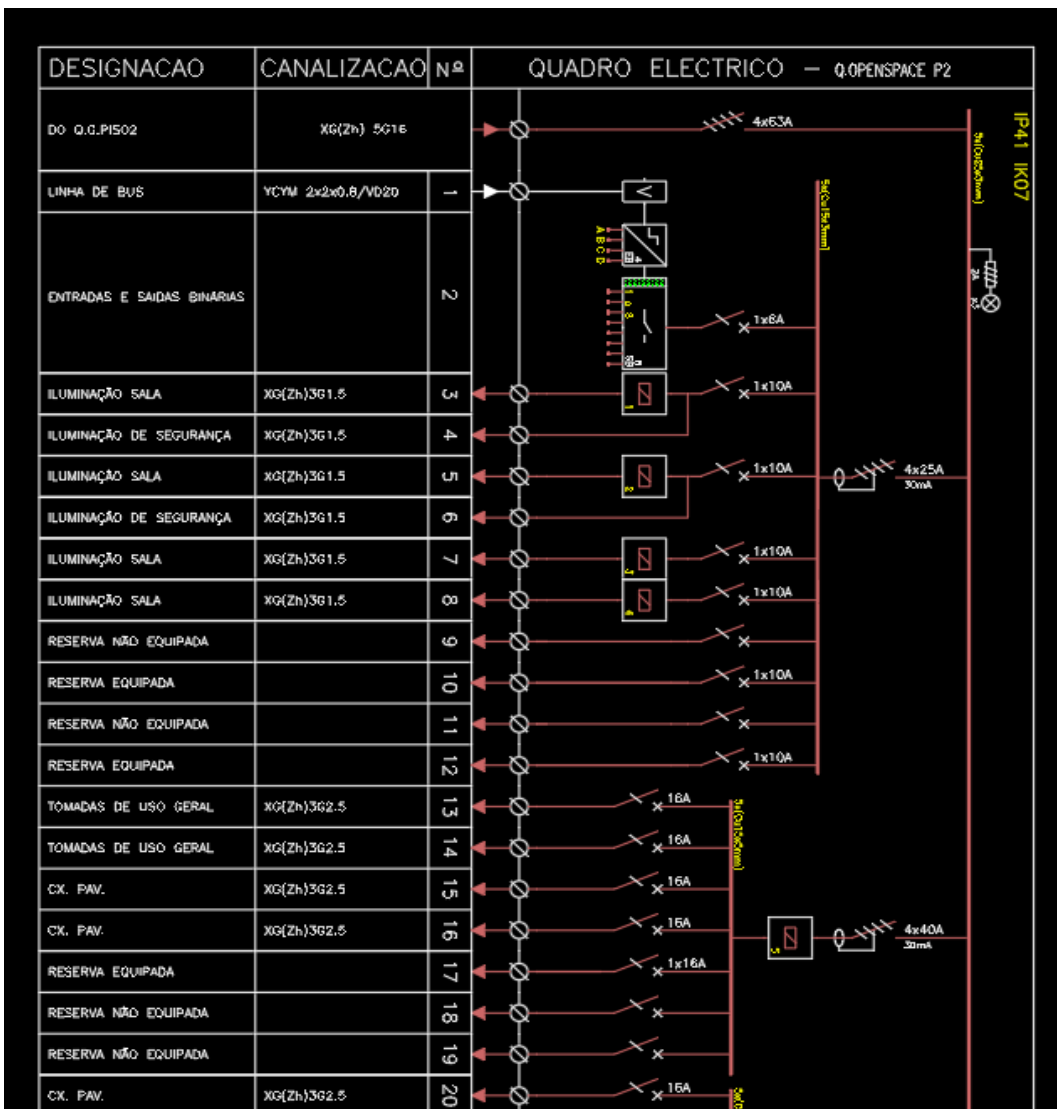 DESIGNACAO CANALIZACAO Nº QUADRO ELECTRICO — Q.OPENSPACE P2
DO Q.G.PISO2 XG(Zh) 5G16 4x63A
IP41 IK07
LINHA DE BUS YCYM 2x2x0.8/VD20 1 <
A B C D
ENTRADAS E SAIDAS BINÁRIAS 2 1x6A
ILUMINAÇÃO SALA XG(Zh)3G1.5 3 1x10A
ILUMINAÇÃO DE SEGURANÇA XG(Zh)3G1.5 4
ILUMINAÇÃO SALA XG(Zh)3G1.5 5 1x10A 4x25A
30mA
ILUMINAÇÃO DE SEGURANÇA XG(Zh)3G1.5 6
ILUMINAÇÃO SALA XG(Zh)3G1.5 7 1x10A
ILUMINAÇÃO SALA XG(Zh)3G1.5 8 1x10A
RESERVA NÃO EQUIPADA 9
RESERVA EQUIPADA 10 1x10A
RESERVA NÃO EQUIPADA 11
RESERVA EQUIPADA 12 1x10A
TOMADAS DE USO GERAL XG(Zh)3G2.5 13 16A
TOMADAS DE USO GERAL XG(Zh)3G2.5 14 16A
CX. PAV. XG(Zh)3G2.5 15 16A
CX. PAV. XG(Zh)3G2.5 16 16A 4x40A
30mA
RESERVA EQUIPADA 17 1x16A
RESERVA NÃO EQUIPADA 18
RESERVA NÃO EQUIPADA 19
CX. PAV. XG(Zh)3G2.5 20 16A